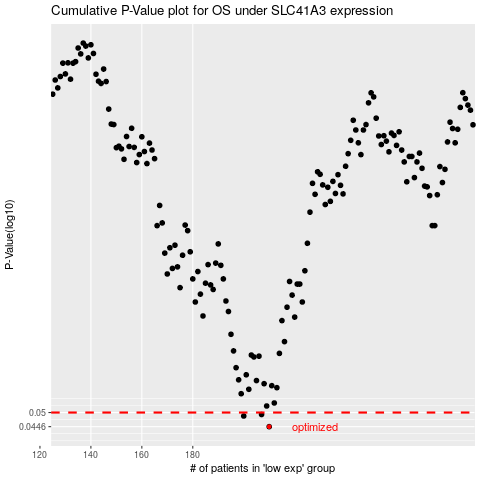 Cumulative P-Value plot for OS under SLC41A3 expression
P-Value(log10)
0.05
0.0446
optimized
120 140 160 180
# of patients in 'low exp' group